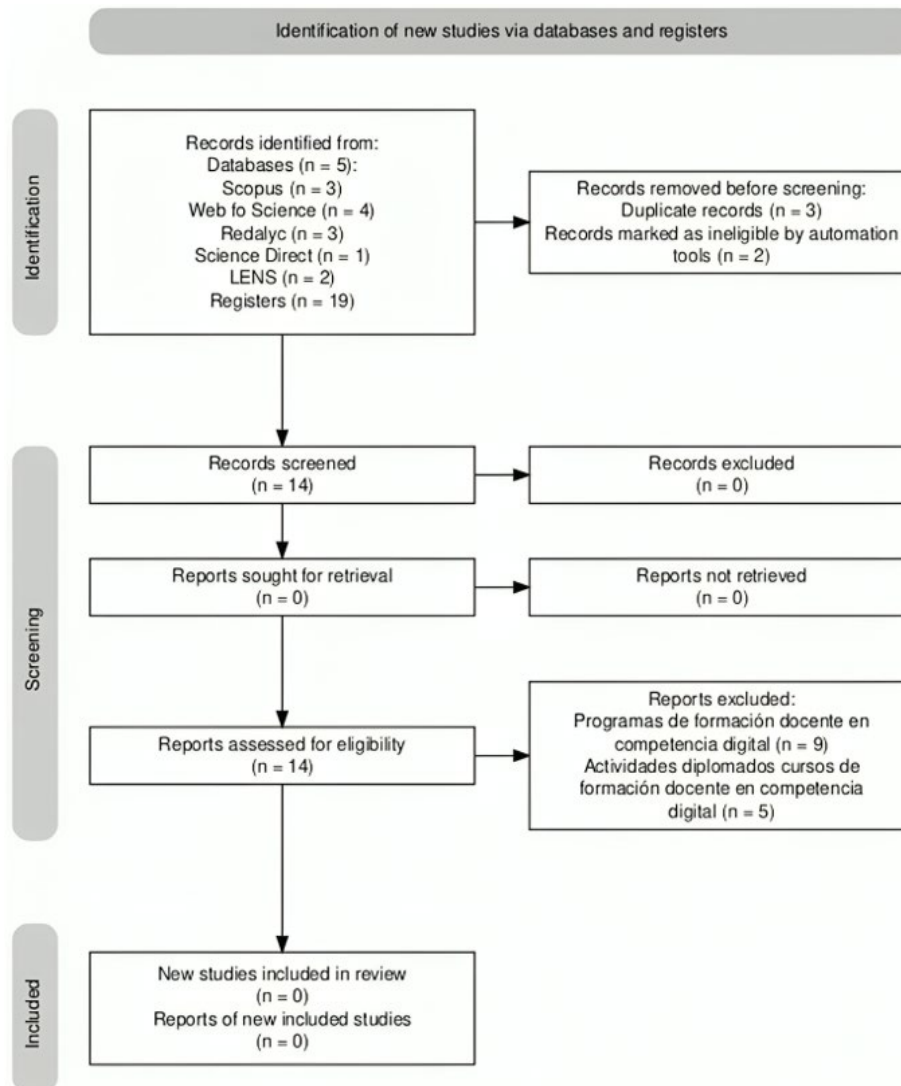 Identification of new studies via databases and registers
Identification
Records identified from:
Databases (n = 5):
Scopus (n = 3)
Web fo Science (n = 4)
Redalyc (n = 3)
Science Direct (n = 1)
LENS (n = 2)
Registers (n = 19)
Records removed before screening:
Duplicate records (n = 3)
Records marked as ineligible by automation
tools (n = 2)
Screening
Records screened
(n = 14)
Records excluded
(n = 0)
Reports sought for retrieval
(n = 0)
Reports not retrieved
(n = 0)
Reports assessed for eligibility
(n = 14)
Reports excluded:
Programas de formación docente en
competencia digital (n = 9)
Actividades diplomados cursos de
formación docente en competencia
digital (n = 5)
Included
New studies included in review
(n = 0)
Reports of new included studies
(n = 0)